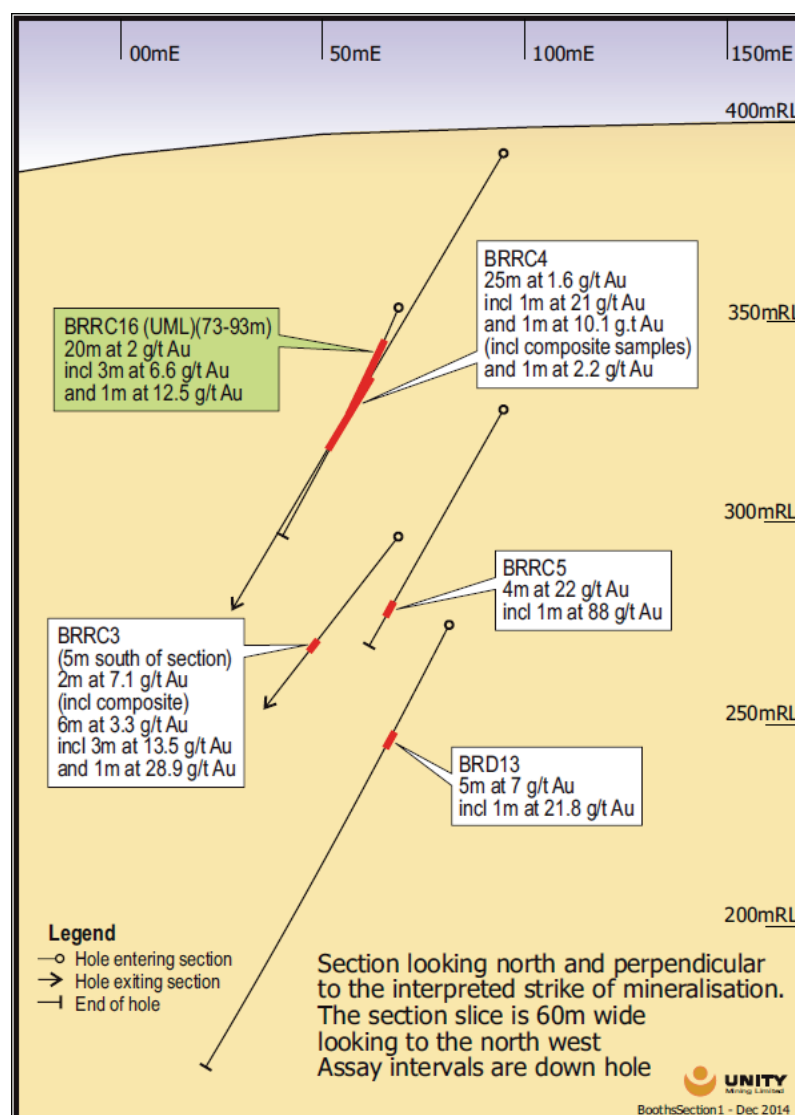 00mE
50mE
100mE
150mE
400mRL
350mRL
300mRL
250mRL
200mRL
BRRC16 (UML)(73-93m)
20m at 2 g/t Au
incl 3m at 6.6 g/t Au
and 1m at 12.5 g/t Au
BRRC4
25m at 1.6 g/t Au
incl 1m at 21 g/t Au
and 1m at 10.1 g.t Au
(incl composite samples)
and 1m at 2.2 g/t Au
BRRC5
4m at 22 g/t Au
incl 1m at 88 g/t Au
BRRC3
(5m south of section)
2m at 7.1 g/t Au
(incl composite)
6m at 3.3 g/t Au
incl 3m at 13.5 g/t Au
and 1m at 28.9 g/t Au
BRD13
5m at 7 g/t Au
incl 1m at 21.8 g/t Au
Legend
Hole entering section
Hole exiting section
End of hole
Section looking north and perpendicular
to the interpreted strike of mineralisation.
The section slice is 60m wide
looking to the north west
Assay intervals are down hole
UNITY
Mining Limited
BoothsSection1 - Dec 2014